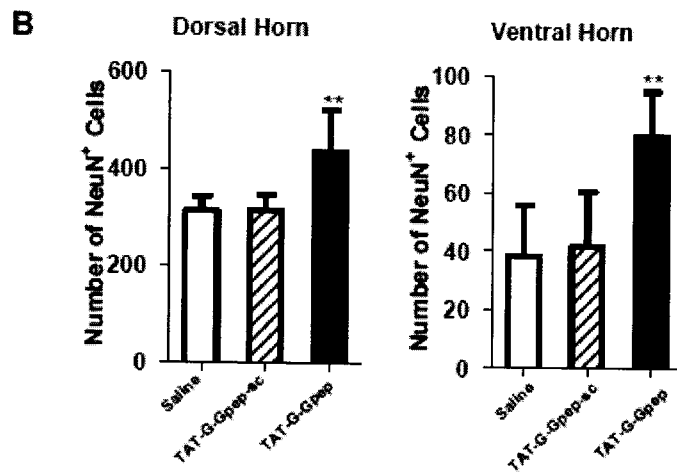 B
Dorsal Horn
Number of NeuN⁺ Cells
600
400
200
0
**
Saline
TAT-G-Gpep-sc
TAT-G-Gpep
Ventral Horn
Number of NeuN⁺ Cells
100
80
60
40
20
0
**
Saline
TAT-G-Gpep-sc
TAT-G-Gpep